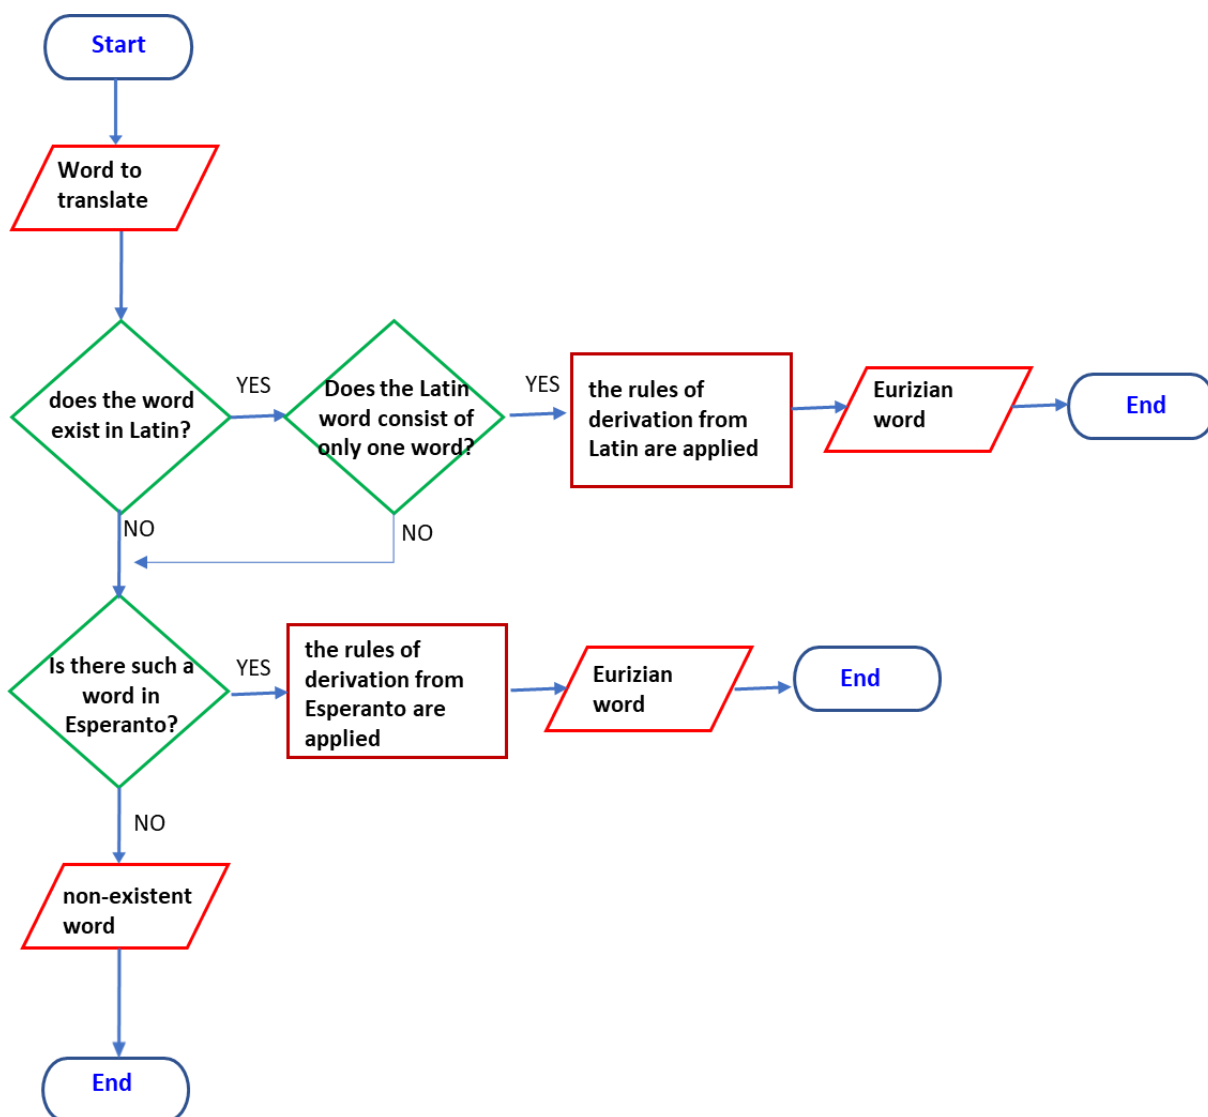 Start
Word to
translate
does the word
exist in Latin?
YES
Does the Latin
word consist of
only one word?
YES
the rules of
derivation from
Latin are applied
Eurizian
word
End
NO
NO
Is there such a
word in
Esperanto?
YES
the rules of
derivation from
Esperanto are
applied
Eurizian
word
End
NO
non-existent
word
End